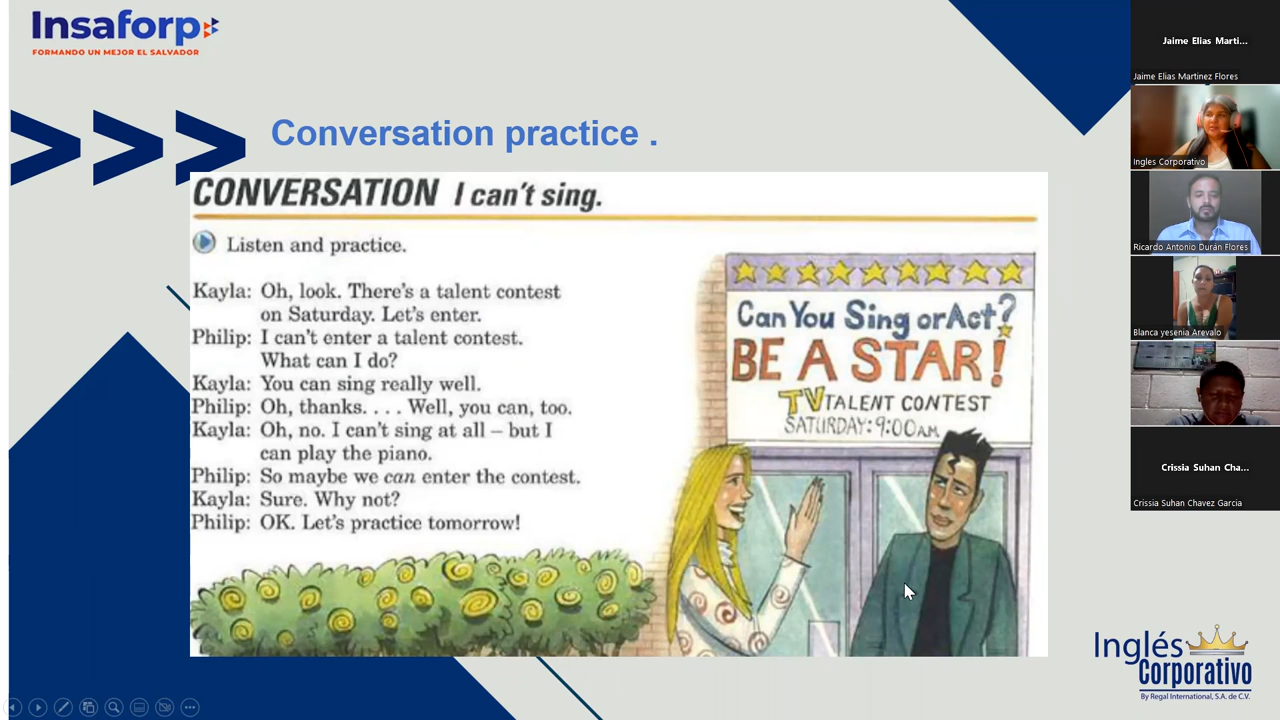 Insaforp
FORMANDO UN MEJOR EL SALVADOR
Conversation practice .
CONVERSATION I can't sing.
Listen and practice.
Kayla: Oh, look. There's a talent contest
on Saturday. Let's enter.
Philip: I can't enter a talent contest.
What can I do?
Kayla: You can sing really well.
Philip: Oh, thanks. . . . Well, you can, too.
Kayla: Oh, no. I can't sing at all – but I
can play the piano.
Philip: So maybe we can enter the contest.
Kayla: Sure. Why not?
Philip: OK. Let's practice tomorrow!
Can You Sing or Act?
BE A STAR!
TV TALENT CONTEST
SATURDAY: 9:00 AM
Jaime Elias Marti...
Jaime Elias Martinez Flores
Ingles Corporativo
Ricardo Antonio Durán Flores
Blanca yesenia Arevalo
Crissia Suhan Cha...
Crissia Suhan Chavez Garcia
Inglés
Corporativo
By Regal International, S.A. de C.V.